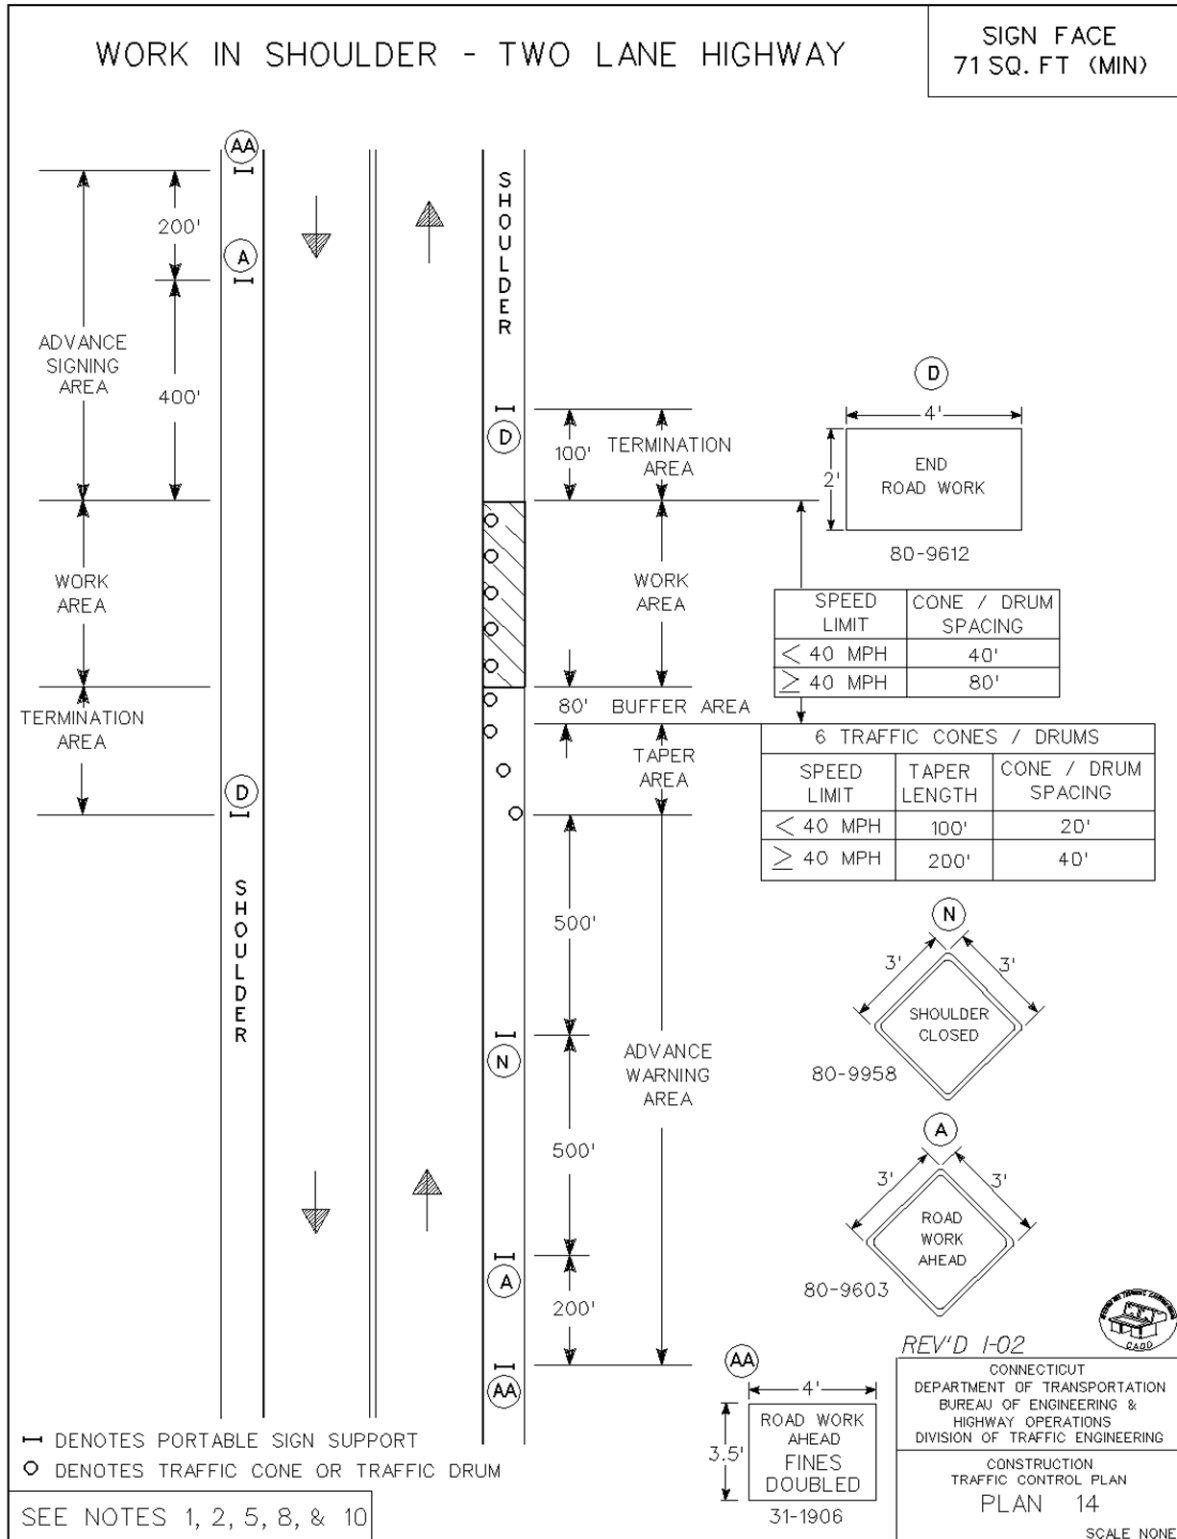 WORK IN SHOULDER - TWO LANE HIGHWAY
SIGN FACE
71 SQ. FT (MIN)
AA
200'
A
ADVANCE
SIGNING
AREA
400'
SHOULDER
D
100'
TERMINATION
AREA
D
4'
2'
END
ROAD WORK
80-9612
WORK
AREA
WORK
AREA
SPEED
LIMIT
CONE / DRUM
SPACING
< 40 MPH
40'
≥ 40 MPH
80'
TERMINATION
AREA
80'
BUFFER AREA
TAPER
AREA
6 TRAFFIC CONES / DRUMS
SPEED
LIMIT
TAPER
LENGTH
CONE / DRUM
SPACING
< 40 MPH
100'
20'
≥ 40 MPH
200'
40'
D
SHOULDER
500'
N
3'
3'
SHOULDER
CLOSED
80-9958
N
ADVANCE
WARNING
AREA
500'
A
3'
3'
ROAD
WORK
AHEAD
80-9603
A
200'
AA
AA
4'
3.5'
ROAD WORK
AHEAD
FINES
DOUBLED
31-1906
REV'D 1-02
CADD
CONNECTICUT
DEPARTMENT OF TRANSPORTATION
BUREAU OF ENGINEERING &
HIGHWAY OPERATIONS
DIVISION OF TRAFFIC ENGINEERING
CONSTRUCTION
TRAFFIC CONTROL PLAN
PLAN 14
SCALE NONE
DENOTES PORTABLE SIGN SUPPORT
DENOTES TRAFFIC CONE OR TRAFFIC DRUM
SEE NOTES 1, 2, 5, 8, & 10